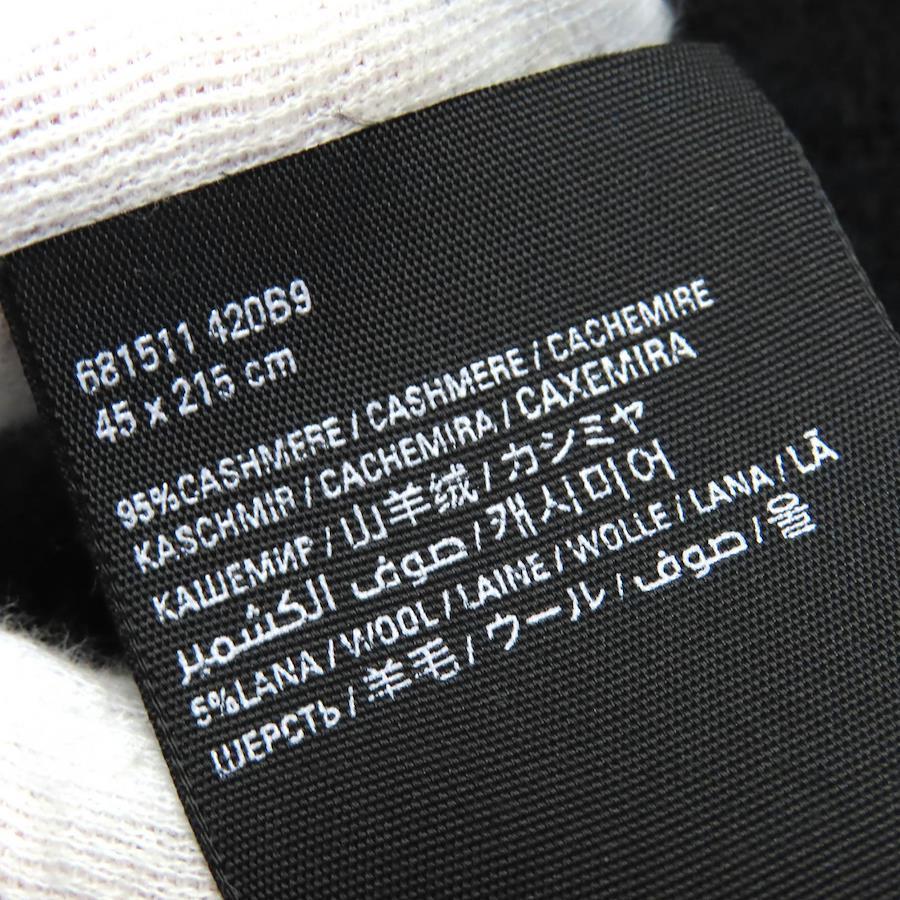 681511 420B9
45 x 215 cm
95%CASHMERE / CASHMERE / CACHEMIRE
KASCHMIR / CACHEMIRA / CAXEMIRA
КАШЕМИР / 山羊绒 / カシミヤ
صوف الكشمير / 캐시미어
5%LANA / WOOL / LAINE / WOLLE / LANA / LÃ
ШЕРСТЬ / 羊毛 / ウール / صوف / 울